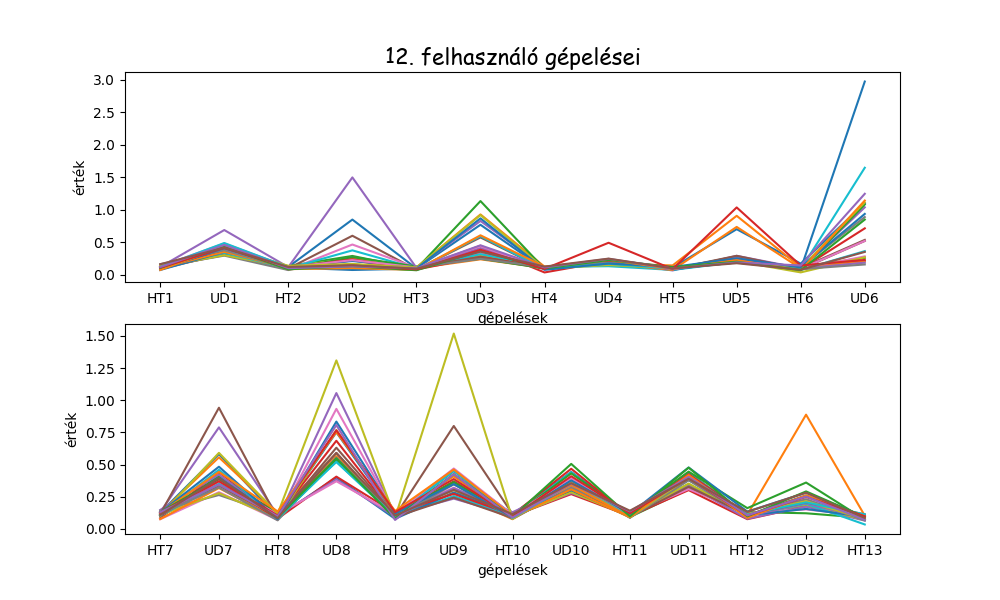 12. felhasználó gépelései
3.0
2.5
2.0
1.5
1.0
0.5
0.0
érték
HT1 UD1 HT2 UD2 HT3 UD3 HT4 UD4 HT5 UD5 HT6 UD6
gépelések
1.50
1.25
1.00
0.75
0.50
0.25
0.00
érték
HT7 UD7 HT8 UD8 HT9 UD9 HT10 UD10 HT11 UD11 HT12 UD12 HT13
gépelések